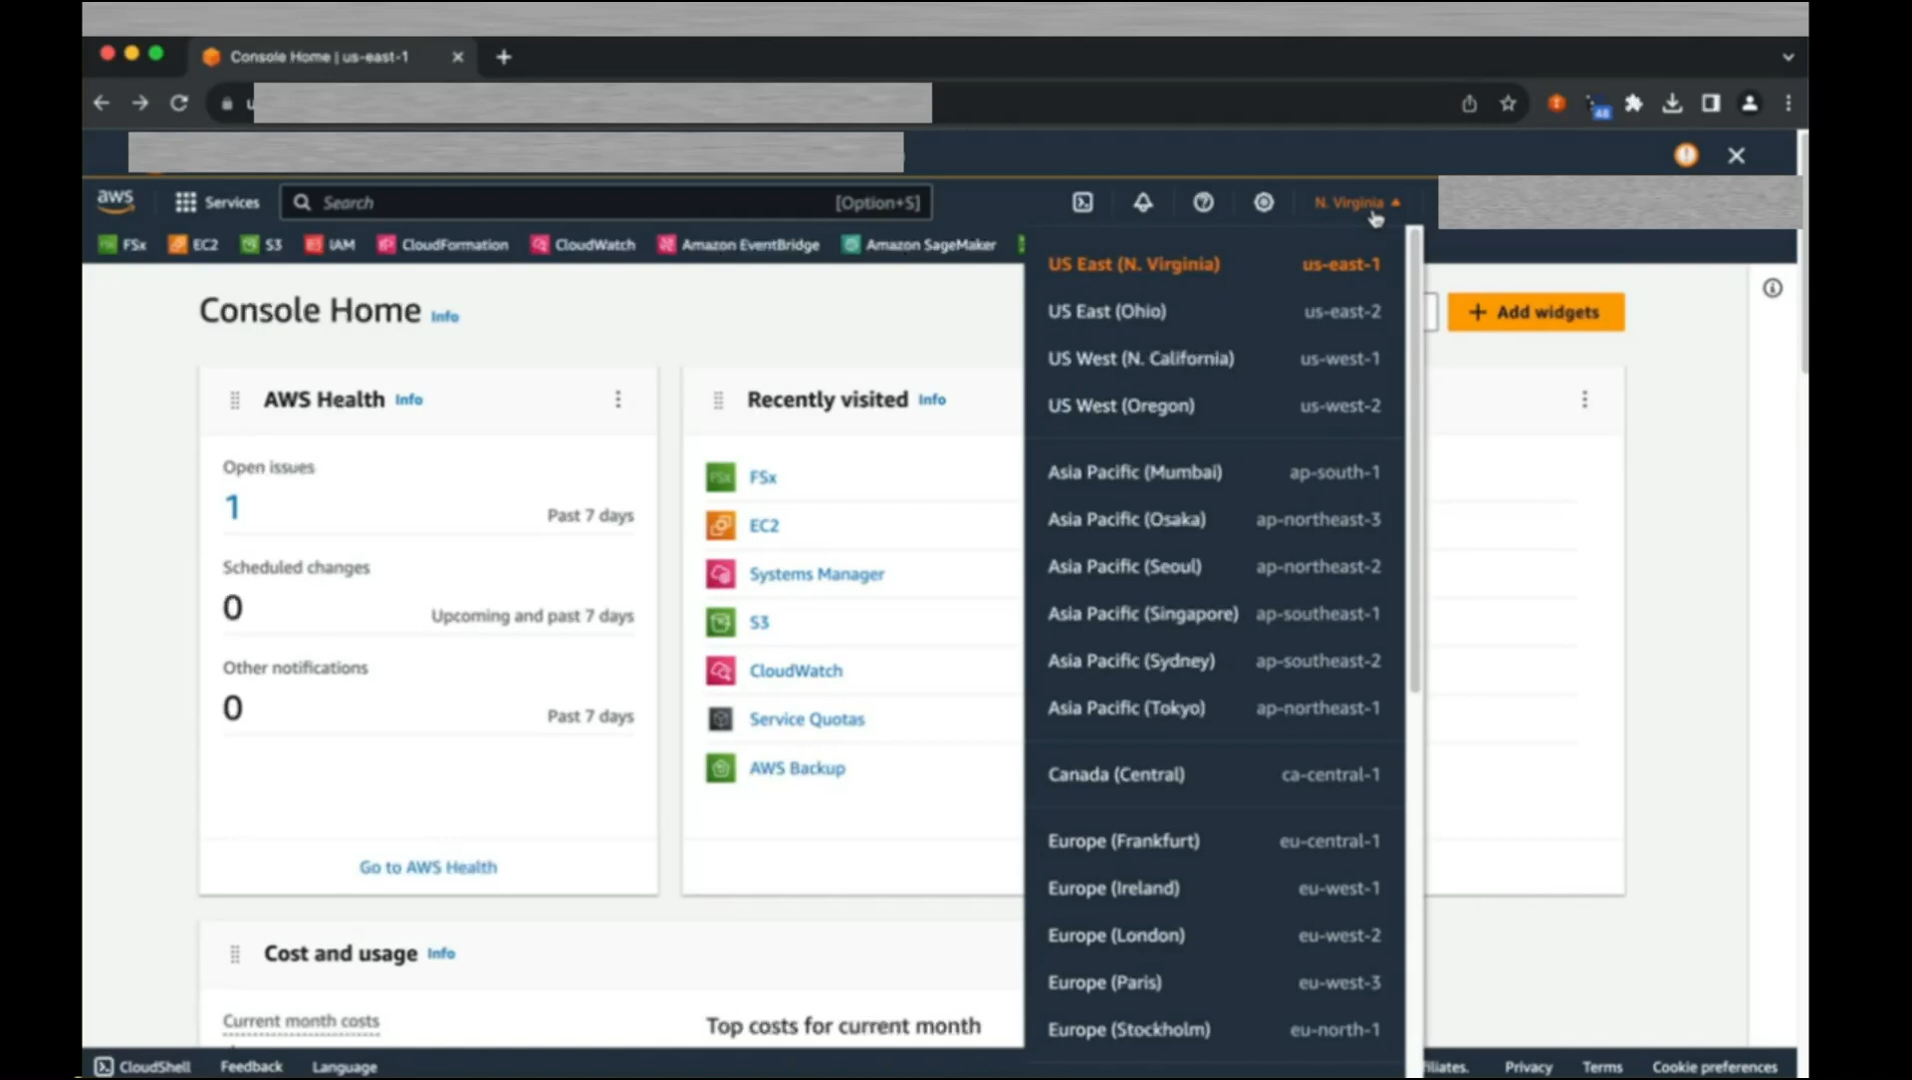 Console Home | us-east-1
48
aws
Services
Search
[Option+S]
N. Virginia
FSx
EC2
S3
IAM
CloudFormation
CloudWatch
Amazon EventBridge
Amazon SageMaker
Console Home Info
+ Add widgets
AWS Health Info
Open issues
1
Past 7 days
Scheduled changes
0
Upcoming and past 7 days
Other notifications
0
Past 7 days
Go to AWS Health
Recently visited Info
FSx
EC2
Systems Manager
S3
CloudWatch
Service Quotas
AWS Backup
US East (N. Virginia) us-east-1
US East (Ohio) us-east-2
US West (N. California) us-west-1
US West (Oregon) us-west-2
Asia Pacific (Mumbai) ap-south-1
Asia Pacific (Osaka) ap-northeast-3
Asia Pacific (Seoul) ap-northeast-2
Asia Pacific (Singapore) ap-southeast-1
Asia Pacific (Sydney) ap-southeast-2
Asia Pacific (Tokyo) ap-northeast-1
Canada (Central) ca-central-1
Europe (Frankfurt) eu-central-1
Europe (Ireland) eu-west-1
Europe (London) eu-west-2
Europe (Paris) eu-west-3
Europe (Stockholm) eu-north-1
Cost and usage Info
Current month costs
Top costs for current month
CloudShell
Feedback
Language
Privacy
Terms
Cookie preferences